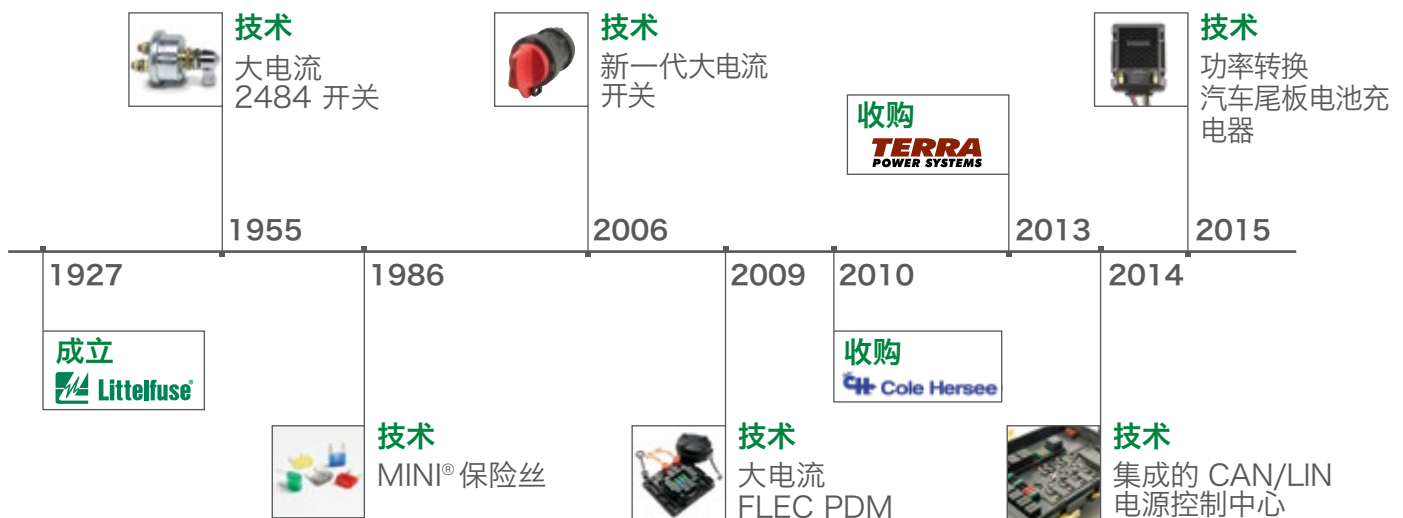 技术
大电流
2484 开关
技术
新一代大电流
开关
技术
功率转换
汽车尾板电池充
电器
收购
TERRA
POWER SYSTEMS
1955
2006
2013
2015
1927
1986
2009
2010
2014
成立
Littelfuse®
收购
CH Cole Hersee
技术
MINI® 保险丝
技术
大电流
FLEC PDM
技术
集成的 CAN/LIN
电源控制中心